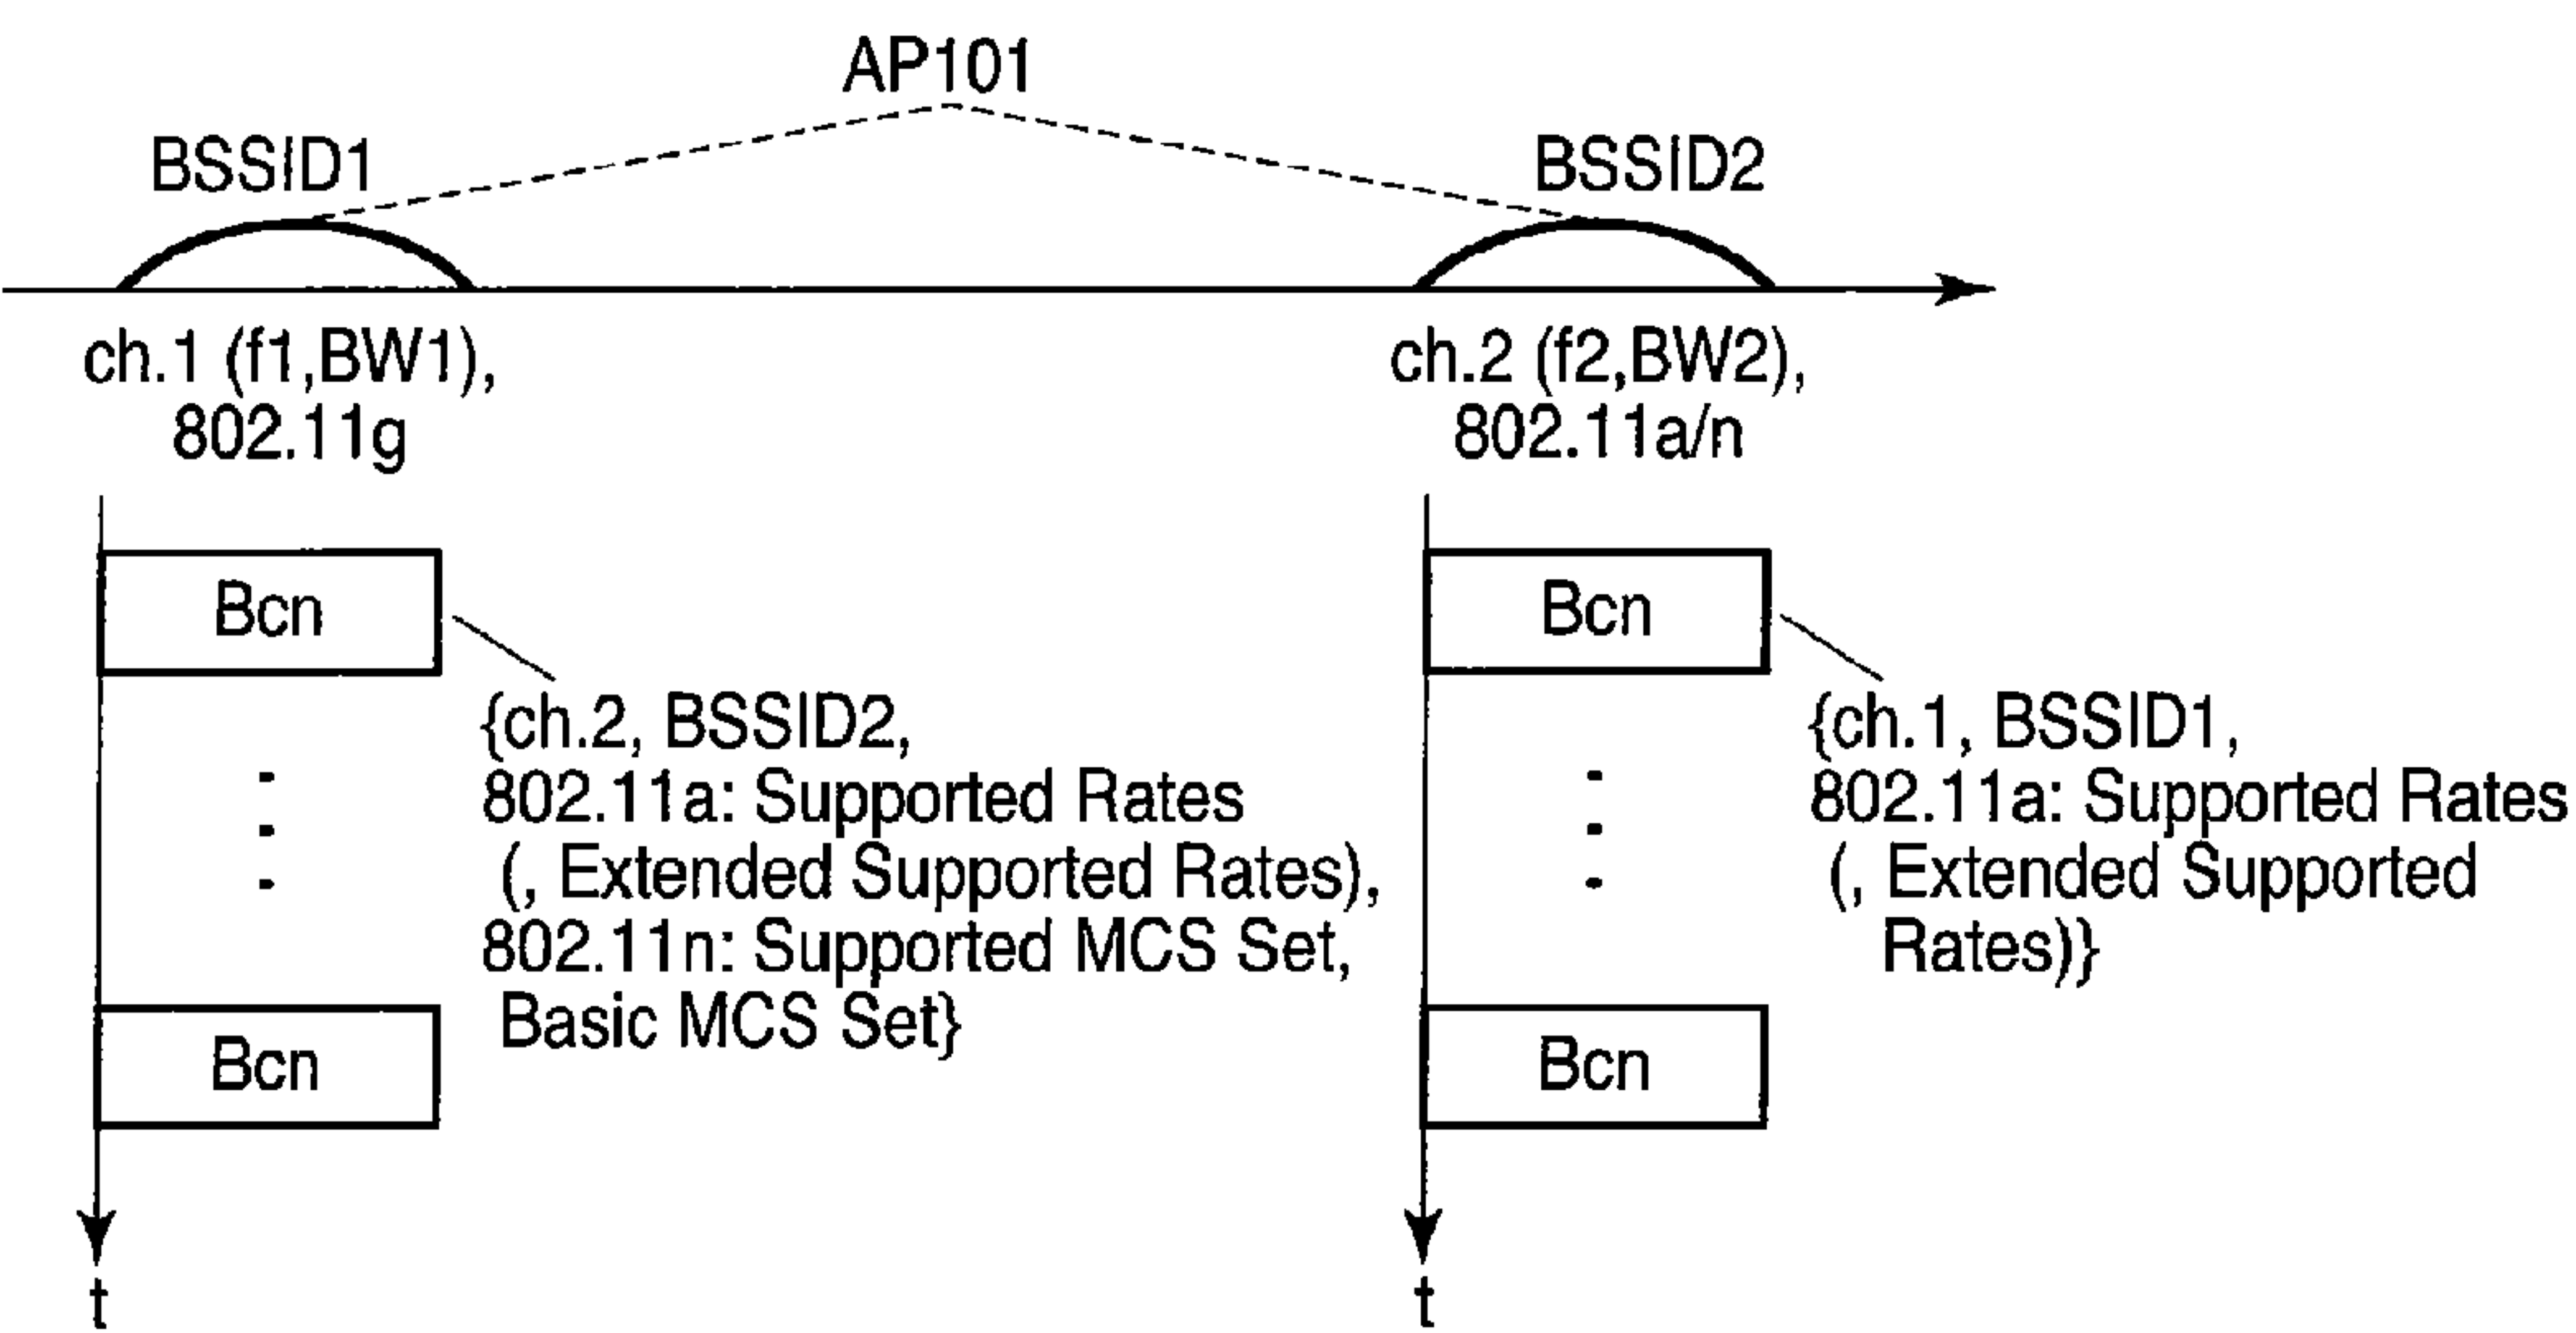 AP101
BSSID1
BSSID2
ch.1 (f1,BW1),
802.11g
ch.2 (f2,BW2),
802.11a/n
Bcn
{ch.2, BSSID2,
802.11a: Supported Rates
(, Extended Supported Rates),
802.11n: Supported MCS Set,
Basic MCS Set}
Bcn
t
Bcn
{ch.1, BSSID1,
802.11a: Supported Rates
(, Extended Supported
Rates)}
Bcn
t